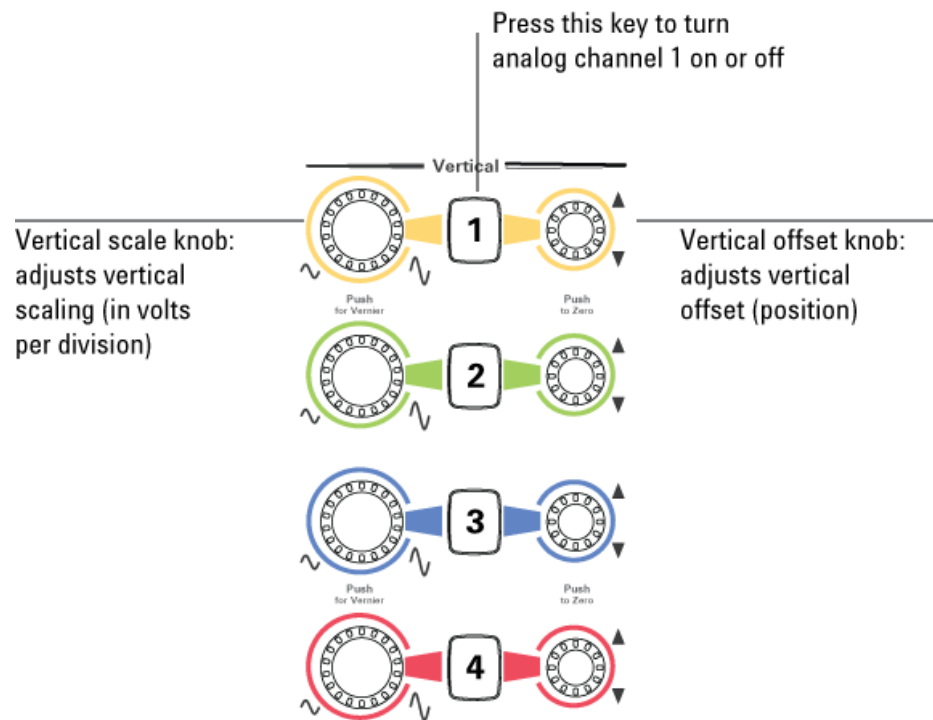 Press this key to turn
analog channel 1 on or off
Vertical
Vertical scale knob:
adjusts vertical
scaling (in volts
per division)
1
Vertical offset knob:
adjusts vertical
offset (position)
Push
for Vernier
Push
to Zero
2
3
Push
for Vernier
Push
to Zero
4